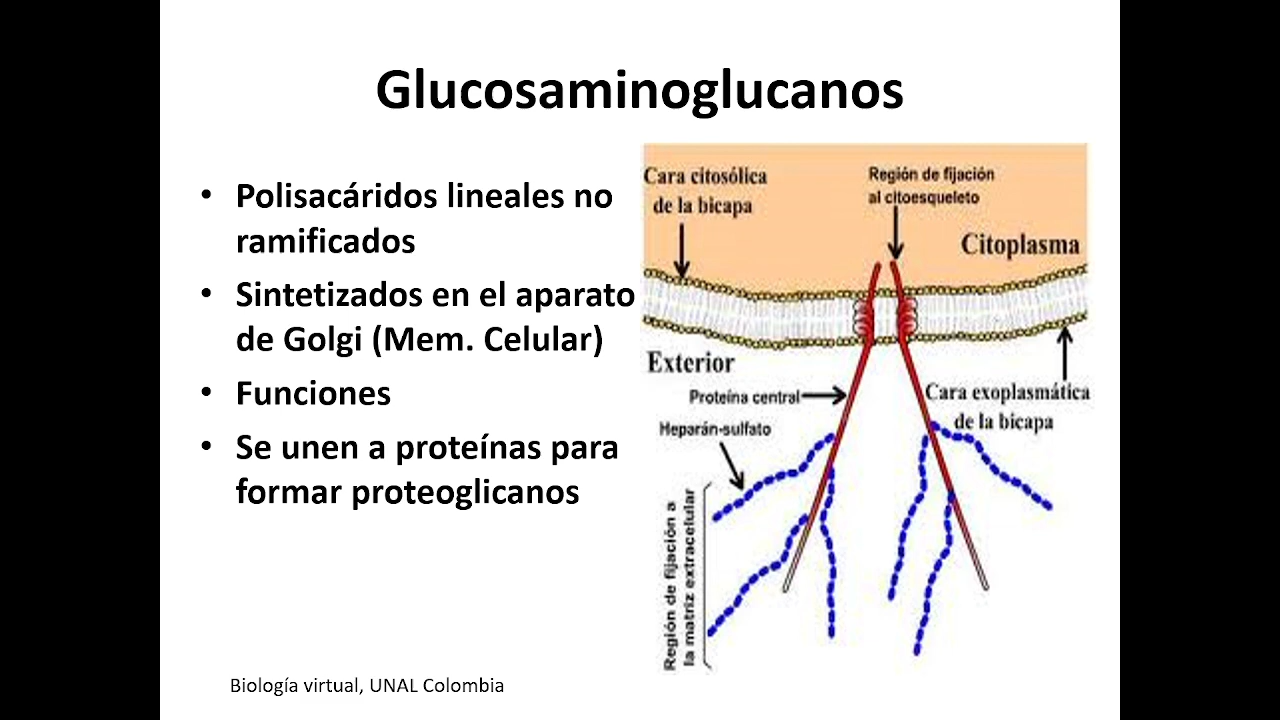 Glucosaminoglucanos
• Polisacáridos lineales no
ramificados
• Sintetizados en el aparato
de Golgi (Mem. Celular)
• Funciones
• Se unen a proteínas para
formar proteoglicanos
Cara citosólica
de la bicapa
Región de fijación
al citoesqueleto
Citoplasma
Exterior
Proteína central
Cara exoplasmática
de la bicapa
Heparán-sulfato
Región de fijación a
la matriz extracelular
Biología virtual, UNAL Colombia